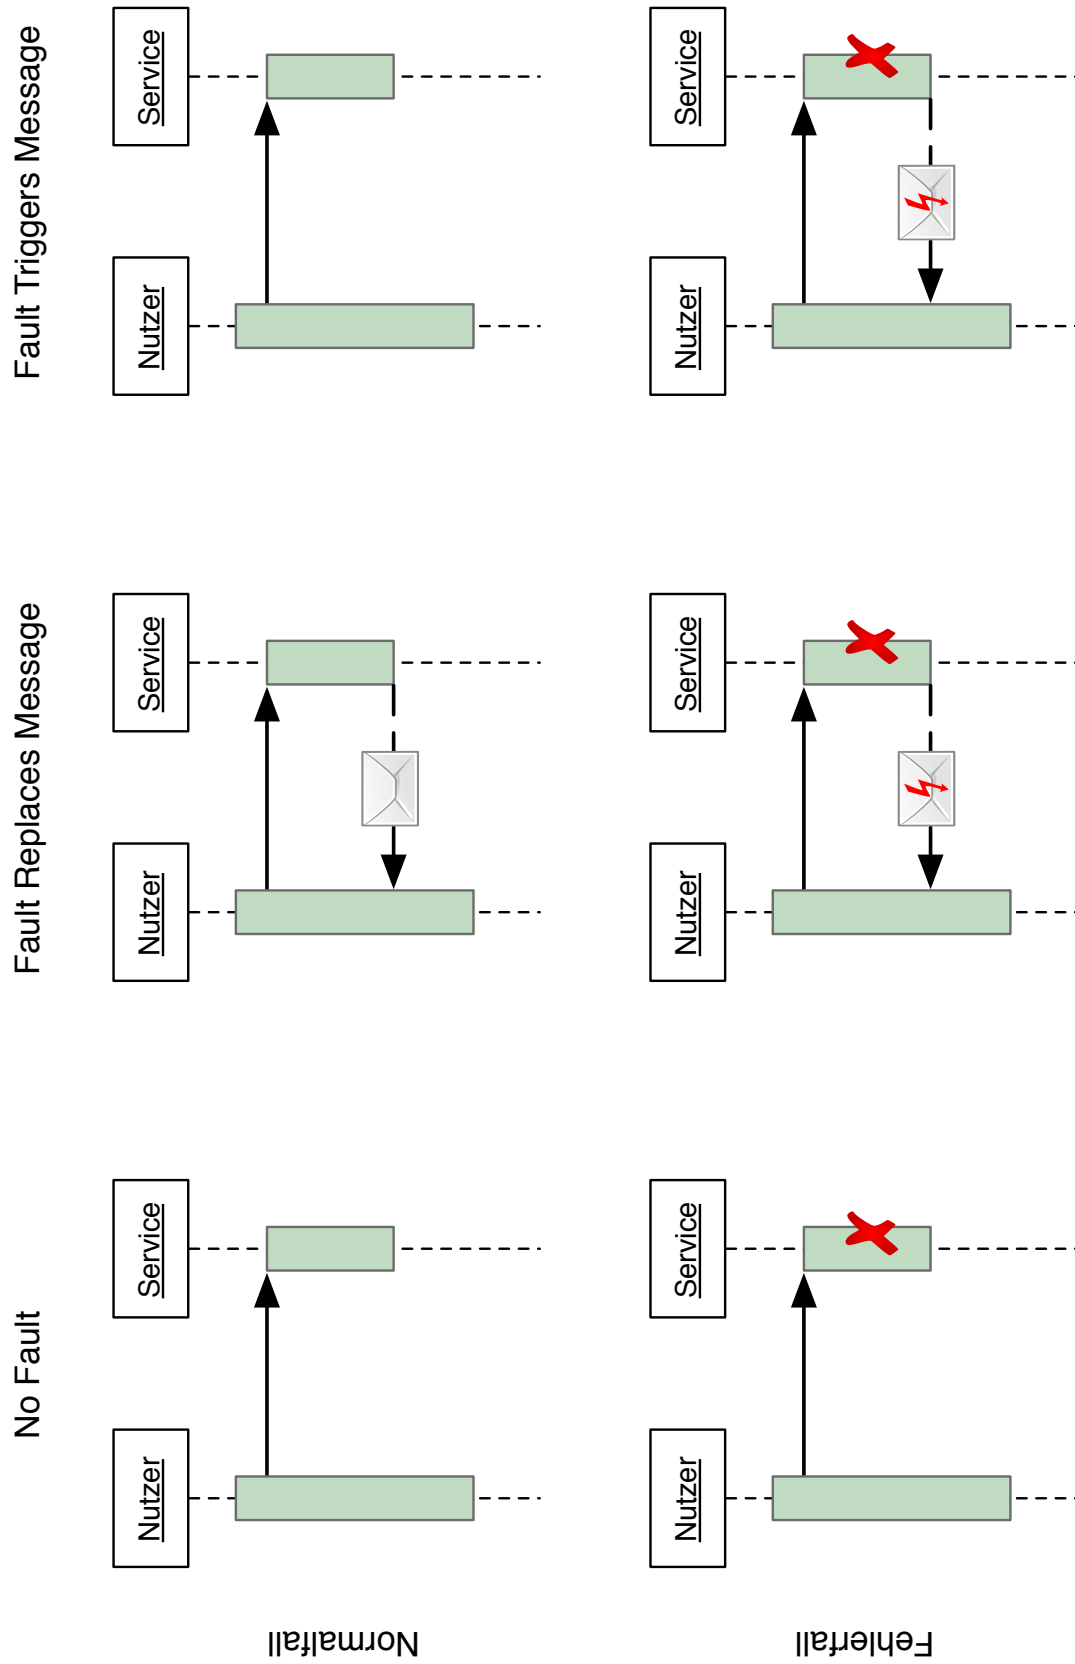 No Fault
Fault Replaces Message
Fault Triggers Message
Normalfall
Nutzer
Service
Nutzer
Service
Nutzer
Service
Fehlerfall
Nutzer
Service
Nutzer
Service
Nutzer
Service